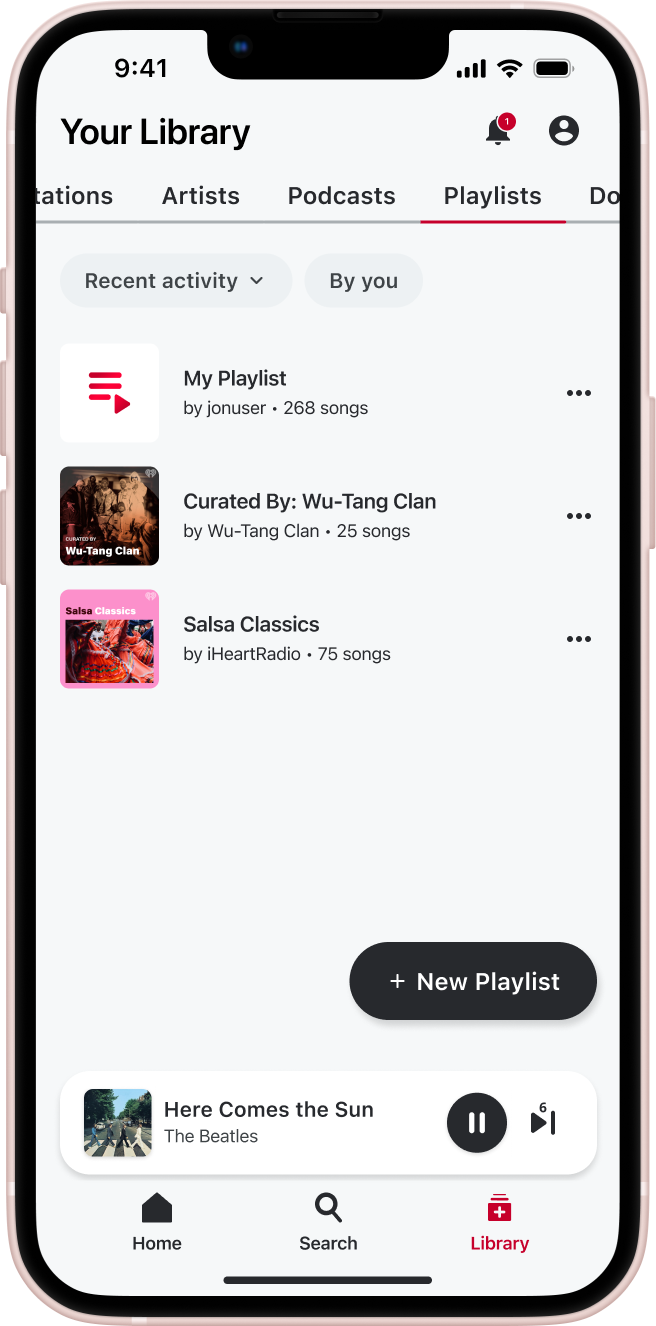 9:41
Your Library
1
tations Artists Podcasts Playlists Do
Recent activity By you
My Playlist
by jonuser • 268 songs
CURATED BY
Wu-Tang Clan
Curated By: Wu-Tang Clan
by Wu-Tang Clan • 25 songs
Salsa Classics
Salsa Classics
by iHeartRadio • 75 songs
+ New Playlist
Here Comes the Sun
The Beatles
6
Home Search Library